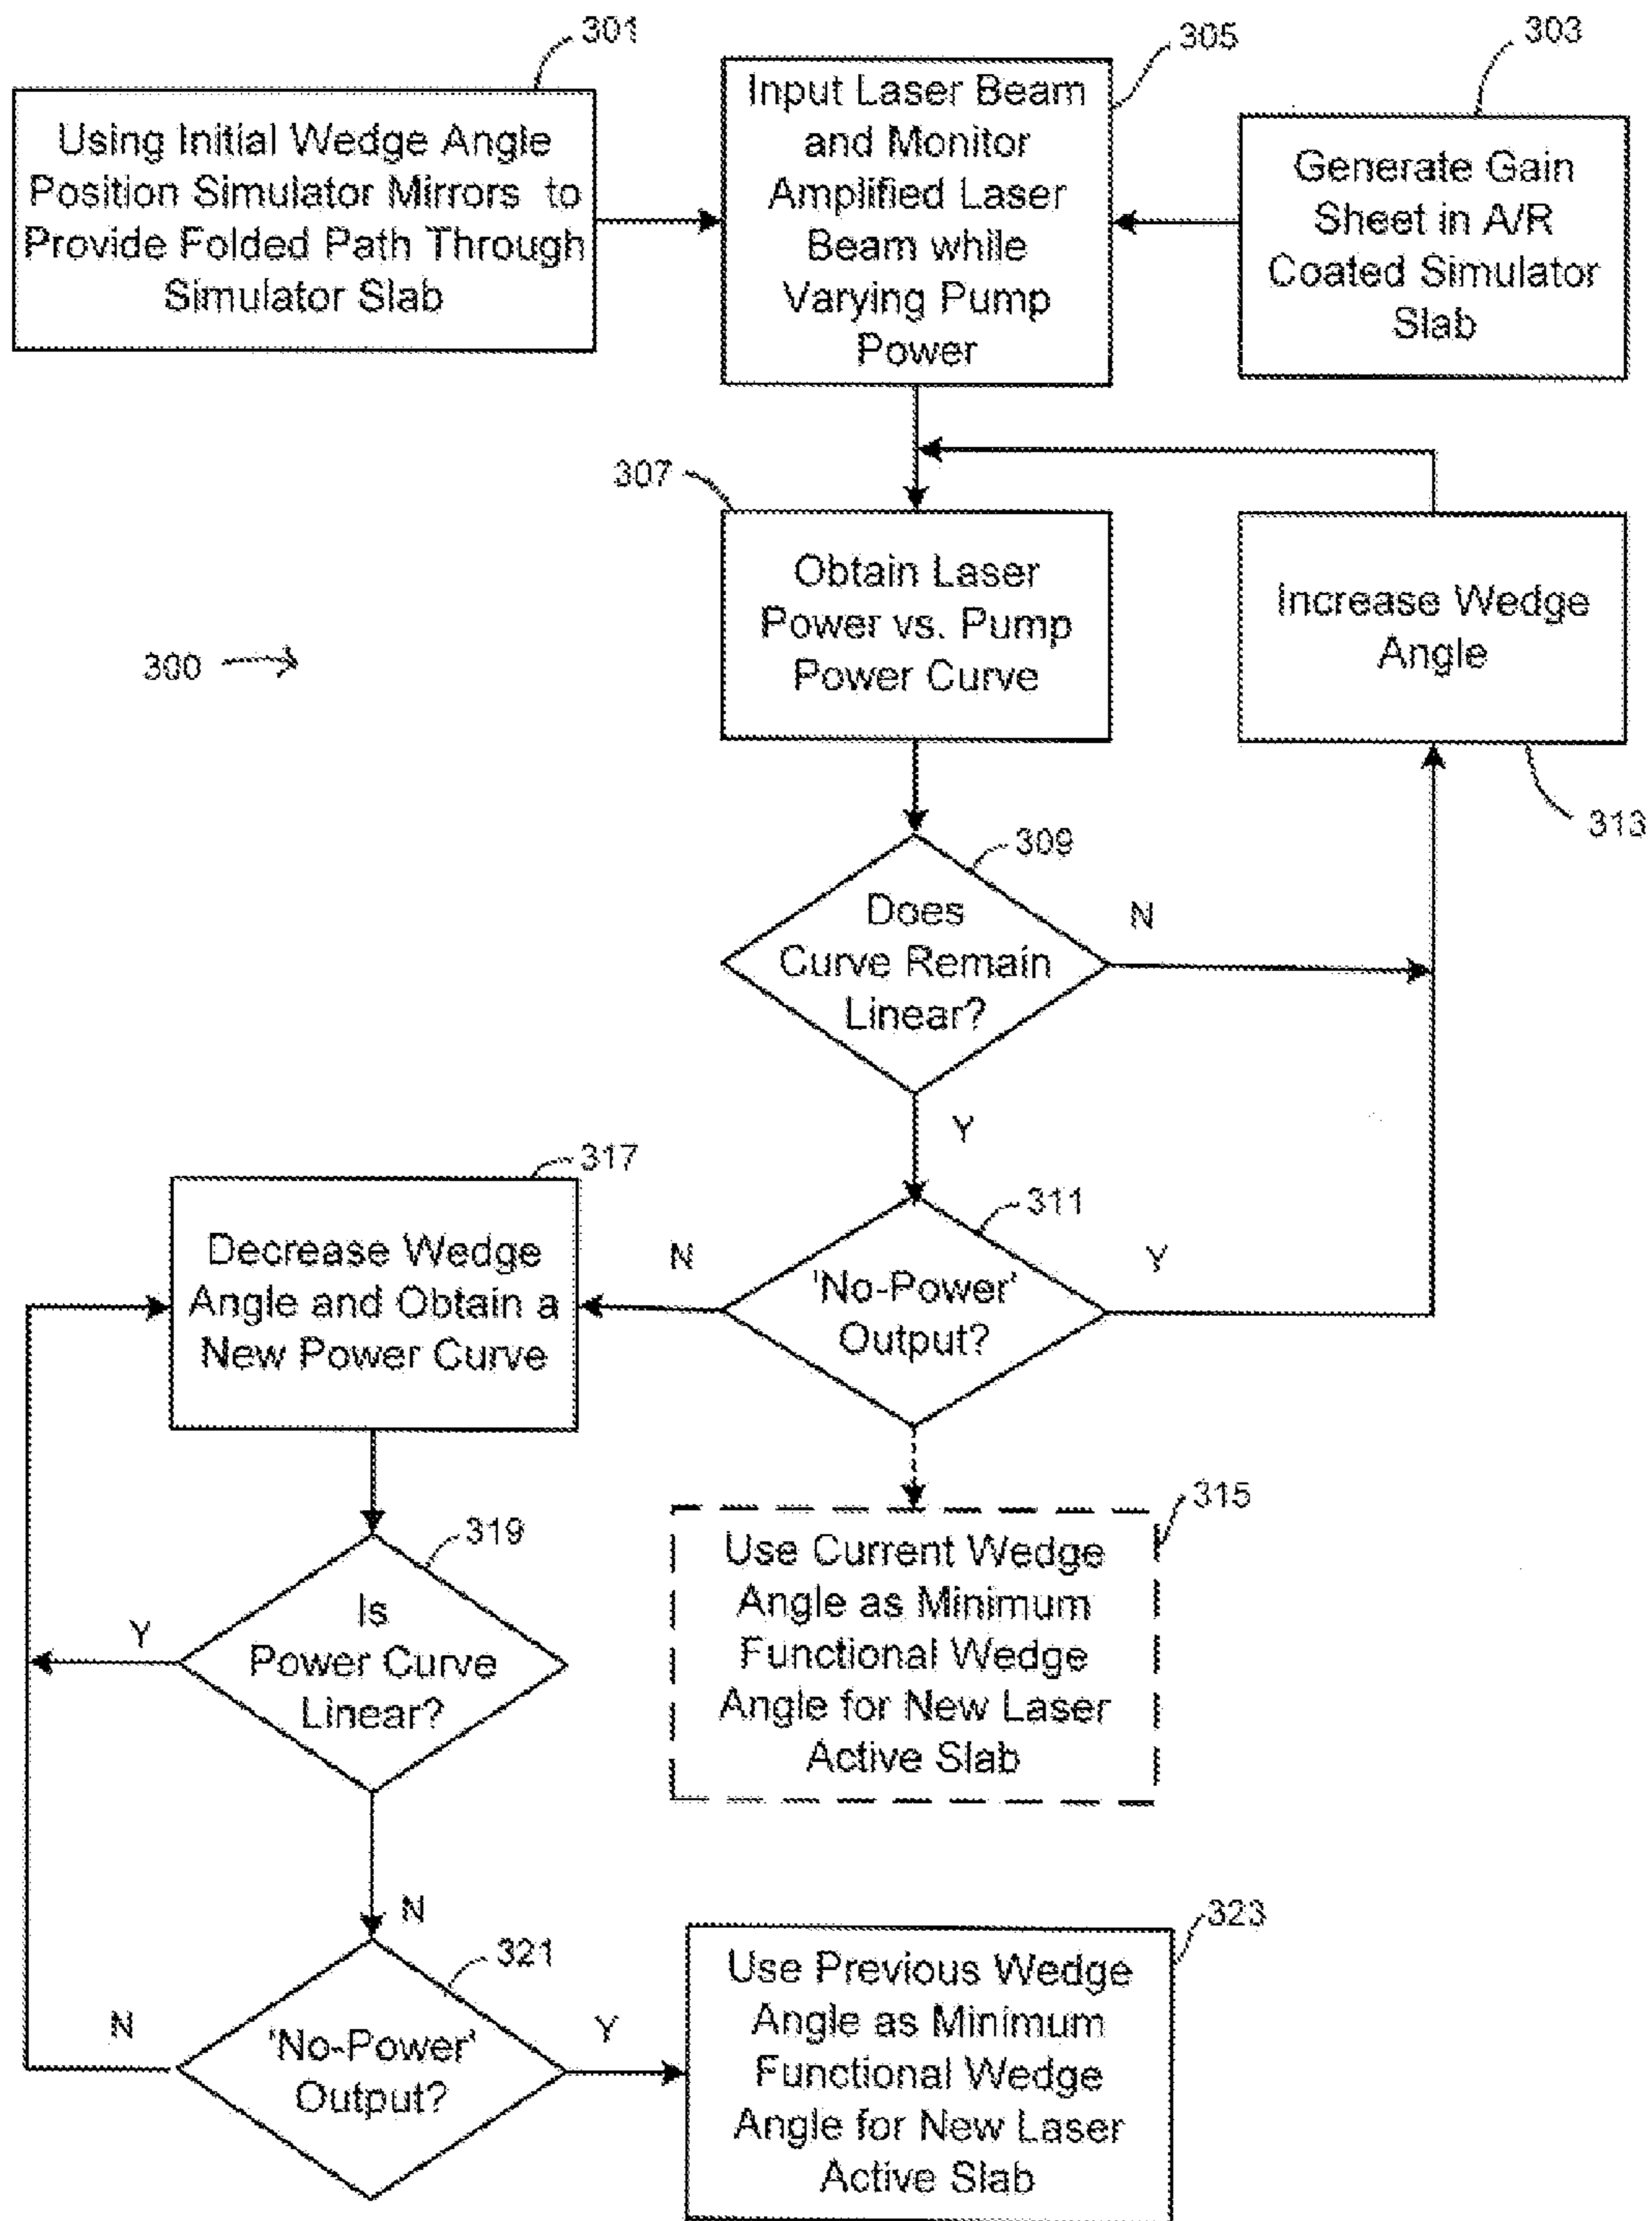 301
Using Initial Wedge Angle
Position Simulator Mirrors to
Provide Folded Path Through
Simulator Slab
305
Input Laser Beam
and Monitor
Amplified Laser
Beam while
Varying Pump
Power
303
Generate Gain
Sheet in A/R
Coated Simulator
Slab
307
Obtain Laser
Power vs. Pump
Power Curve
Increase Wedge
Angle
313
300
309
Does
Curve Remain
Linear?
N
Y
311
'No-Power'
Output?
N
Y
317
Decrease Wedge
Angle and Obtain a
New Power Curve
315
Use Current Wedge
Angle as Minimum
Functional Wedge
Angle for New Laser
Active Slab
319
Is
Power Curve
Linear?
Y
N
321
'No-Power'
Output?
N
Y
323
Use Previous Wedge
Angle as Minimum
Functional Wedge
Angle for New Laser
Active Slab